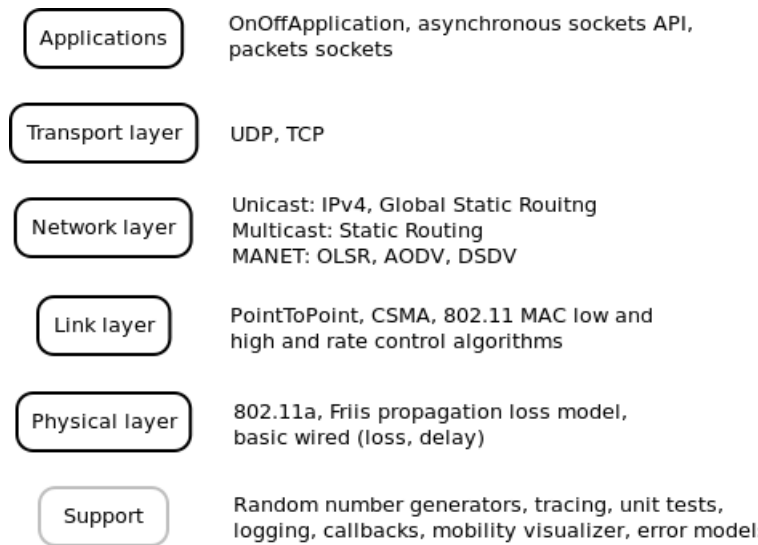 Applications
OnOffApplication, asynchronous sockets API,
packets sockets
Transport layer
UDP, TCP
Network layer
Unicast: IPv4, Global Static Rouitng
Multicast: Static Routing
MANET: OLSR, AODV, DSDV
Link layer
PointToPoint, CSMA, 802.11 MAC low and
high and rate control algorithms
Physical layer
802.11a, Friis propagation loss model,
basic wired (loss, delay)
Support
Random number generators, tracing, unit tests,
logging, callbacks, mobility visualizer, error model